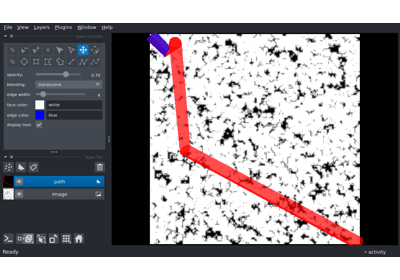 File View Layers Plugins Window Help
opacity: 0.70
blending: translucent
edge width: 4
face color: white
edge color: blue
display text:
path
Image
Ready
activity